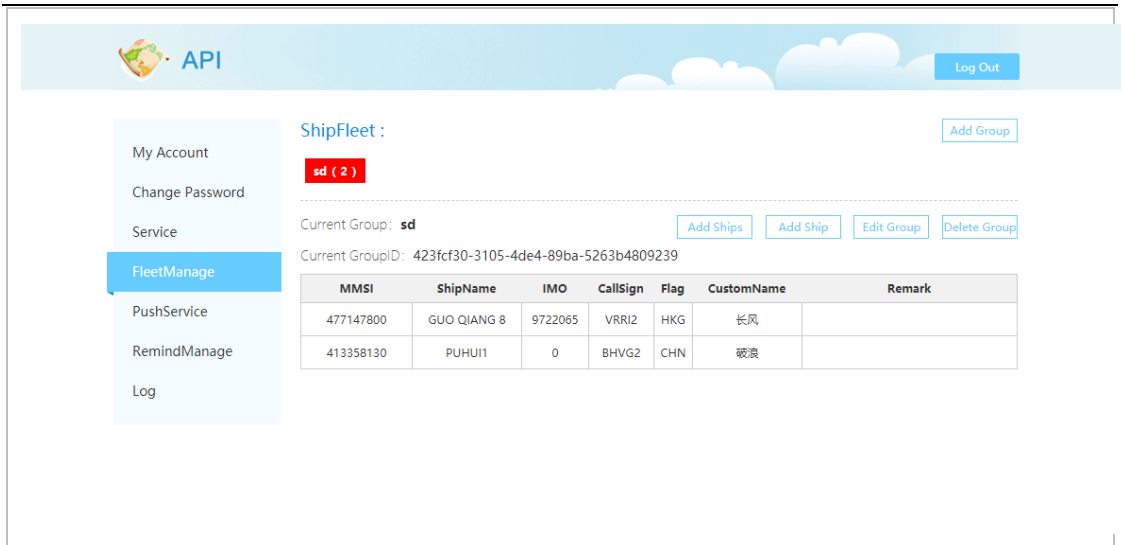 API
Log Out
My Account
Change Password
Service
FleetManage
PushService
RemindManage
Log
ShipFleet :
Add Group
sd ( 2 )
Current Group: sd
Add Ships Add Ship Edit Group Delete Group
Current GroupID: 423fcf30-3105-4de4-89ba-5263b4809239
MMSI ShipName IMO CallSign Flag CustomName Remark
477147800 GUO QIANG 8 9722065 VRRI2 HKG 长风
413358130 PUHUI1 0 BHVG2 CHN 破浪